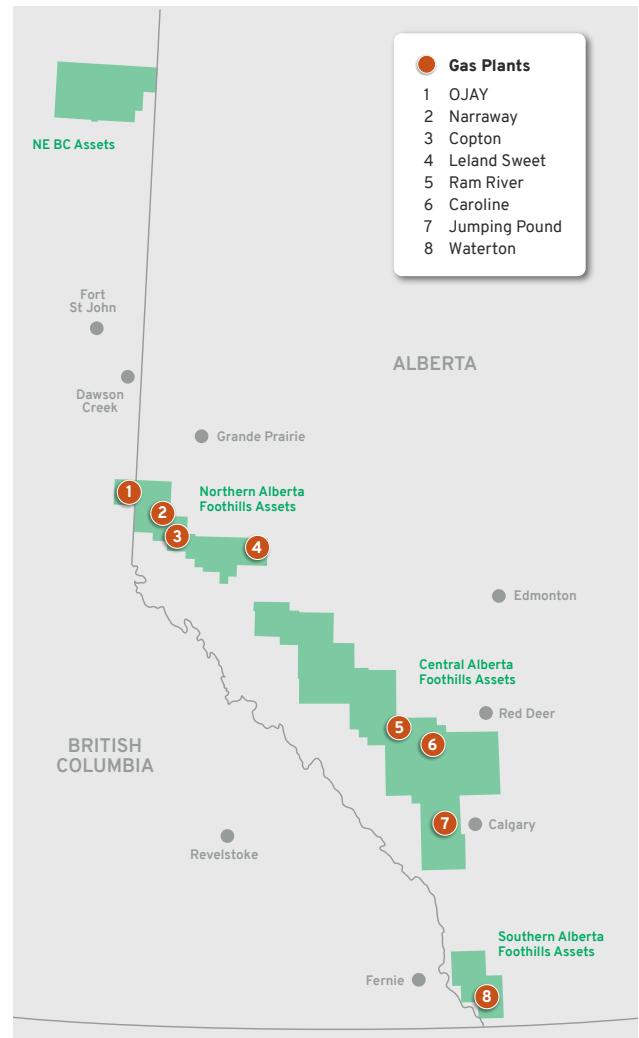 Gas Plants
1 OJAY
2 Narraway
3 Copton
4 Leland Sweet
5 Ram River
6 Caroline
7 Jumping Pound
8 Waterton
NE BC Assets
Fort
St John
Dawson
Creek
ALBERTA
Grande Prairie
Northern Alberta
Foothills Assets
1
2
3
4
Edmonton
Central Alberta
Foothills Assets
Red Deer
5
6
BRITISH
COLUMBIA
7
Calgary
Revelstoke
Southern Alberta
Foothills Assets
Fernie
8